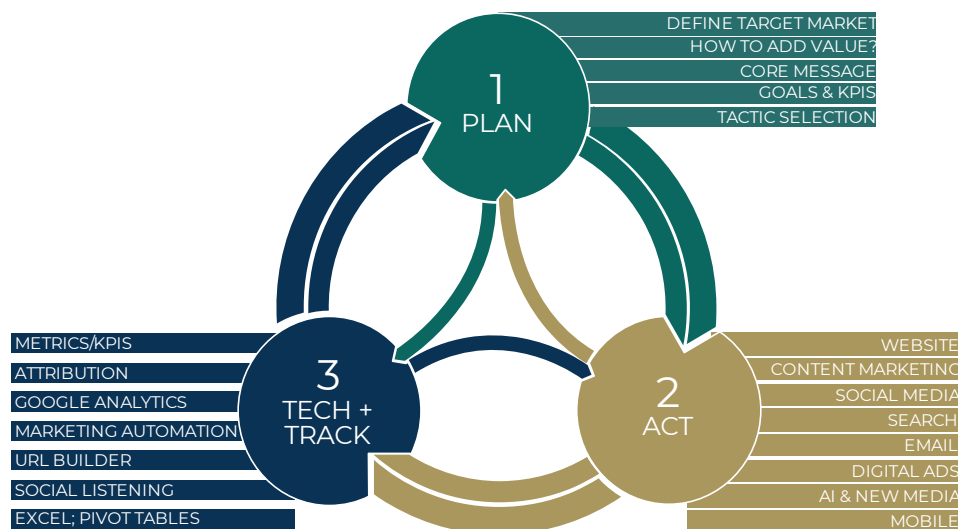 1
PLAN
DEFINE TARGET MARKET
HOW TO ADD VALUE?
CORE MESSAGE
GOALS & KPIS
TACTIC SELECTION
2
ACT
WEBSITE
CONTENT MARKETING
SOCIAL MEDIA
SEARCH
EMAIL
DIGITAL ADS
AI & NEW MEDIA
MOBILE
3
TECH +
TRACK
METRICS/KPIS
ATTRIBUTION
GOOGLE ANALYTICS
MARKETING AUTOMATION
URL BUILDER
SOCIAL LISTENING
EXCEL; PIVOT TABLES